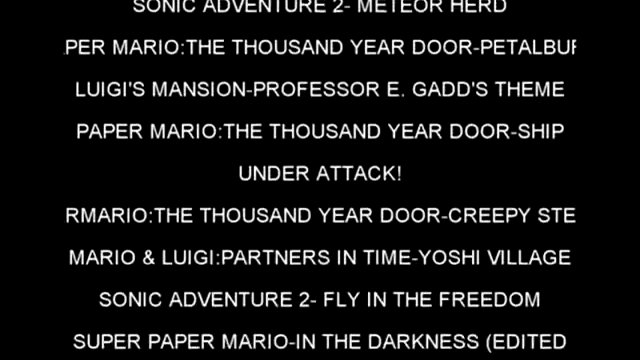 SONIC ADVENTURE 2- METEOR HERD
PER MARIO:THE THOUSAND YEAR DOOR-PETALBUR
LUIGI'S MANSION-PROFESSOR E. GADD'S THEME
PAPER MARIO:THE THOUSAND YEAR DOOR-SHIP
UNDER ATTACK!
RMARIO:THE THOUSAND YEAR DOOR-CREEPY STE
MARIO & LUIGI:PARTNERS IN TIME-YOSHI VILLAGE
SONIC ADVENTURE 2- FLY IN THE FREEDOM
SUPER PAPER MARIO-IN THE DARKNESS (EDITED